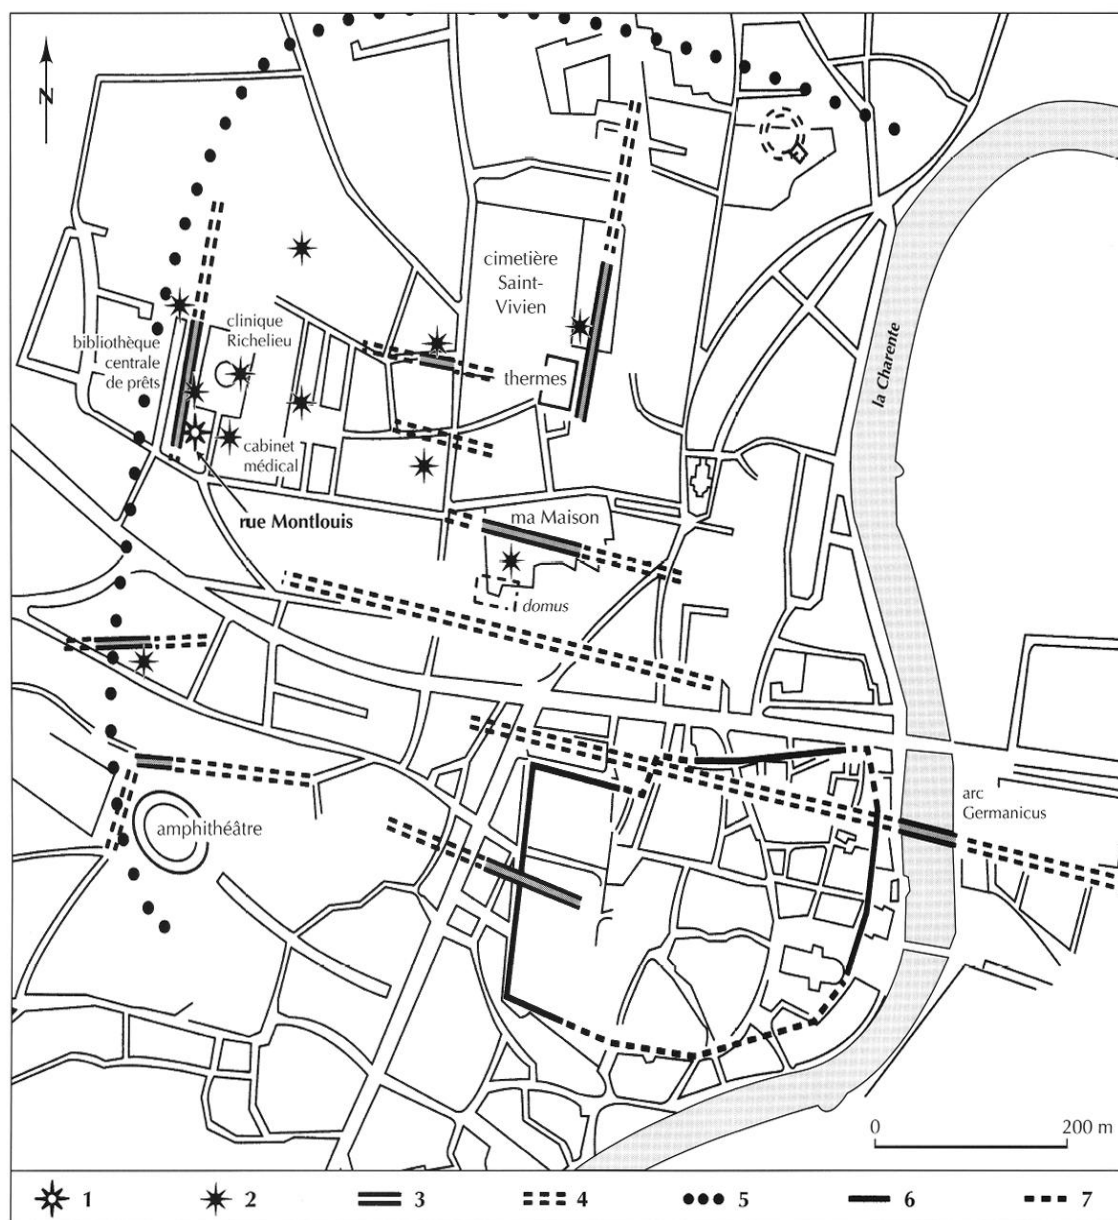 N
cimetière
Saint-
Vivien
clinique
Richelieu
bibliothèque
centrale
de prêts
thermes
la Charente
cabinet
médical
rue Montlouis
ma Maison
domus
arc
Germanicus
amphithéâtre
0 200 m
1 2 3 4 5 6 7